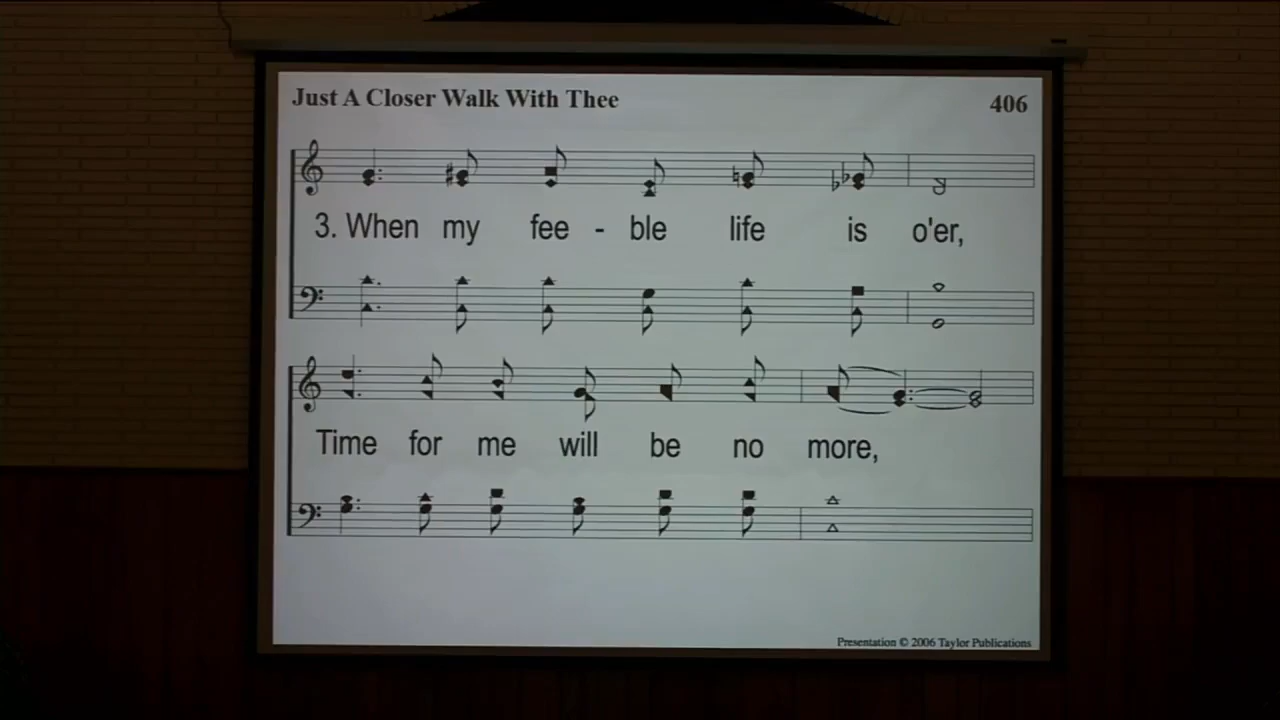 Just A Closer Walk With Thee
406
3. When my fee - ble life is o'er,
Time for me will be no more,
Presentation © 2006 Taylor Publications